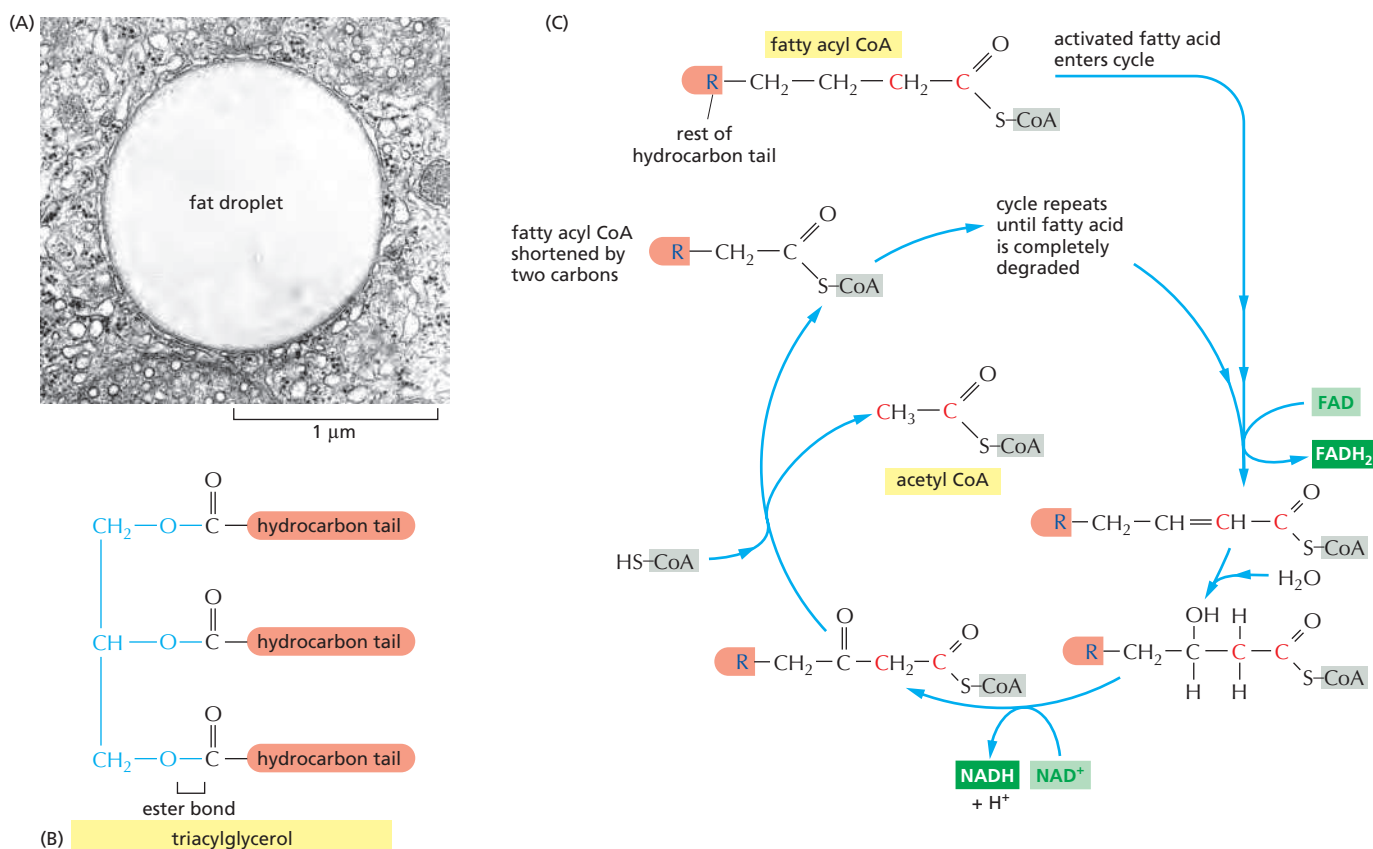 (A)
fat droplet
1 μm
CH₂—O—C—hydrocarbon tail
O
CH—O—C—hydrocarbon tail
O
CH₂—O—C—hydrocarbon tail
O
ester bond
(B)
triacylglycerol
(C)
fatty acyl CoA
R—CH₂—CH₂—CH₂—C
O
S–CoA
rest of
hydrocarbon tail
activated fatty acid
enters cycle
fatty acyl CoA
shortened by
two carbons
R—CH₂—C
O
S–CoA
cycle repeats
until fatty acid
is completely
degraded
CH₃—C
O
S–CoA
acetyl CoA
FAD
FADH₂
R—CH₂—CH=CH—C
O
S–CoA
H₂O
OH H
R—CH₂—C—C—C
O
H H
S–CoA
NAD⁺
NADH
+ H⁺
O
R—CH₂—C—CH₂—C
O
S–CoA
HS–CoA